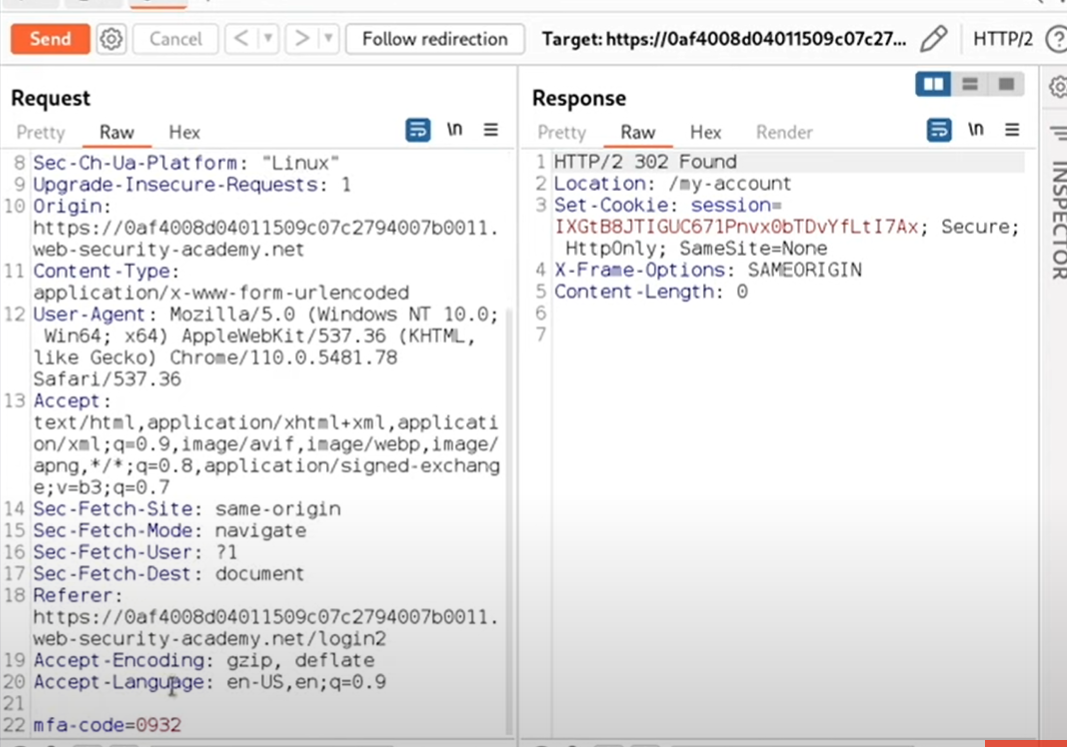 Send Cancel < > Follow redirection Target: https://0af4008d04011509c07c27... HTTP/2 ?
Request
Pretty Raw Hex \n
8 Sec-Ch-Ua-Platform: "Linux"
9 Upgrade-Insecure-Requests: 1
10 Origin:
https://0af4008d04011509c07c2794007b0011.
web-security-academy.net
11 Content-Type:
application/x-www-form-urlencoded
12 User-Agent: Mozilla/5.0 (Windows NT 10.0;
Win64; x64) AppleWebKit/537.36 (KHTML,
like Gecko) Chrome/110.0.5481.78
Safari/537.36
13 Accept:
text/html,application/xhtml+xml,applicati
on/xml;q=0.9,image/avif,image/webp,image/
apng,*/*;q=0.8,application/signed-exchang
e;v=b3;q=0.7
14 Sec-Fetch-Site: same-origin
15 Sec-Fetch-Mode: navigate
16 Sec-Fetch-User: ?1
17 Sec-Fetch-Dest: document
18 Referer:
https://0af4008d04011509c07c2794007b0011.
web-security-academy.net/login2
19 Accept-Encoding: gzip, deflate
20 Accept-Language: en-US,en;q=0.9
21
22 mfa-code=0932
Response
Pretty Raw Hex Render \n
1 HTTP/2 302 Found
2 Location: /my-account
3 Set-Cookie: session=
IXGtB8JTIGUC671Pnvx0bTDvYfLtI7Ax; Secure;
HttpOnly; SameSite=None
4 X-Frame-Options: SAMEORIGIN
5 Content-Length: 0
6
7
INSPECTOR